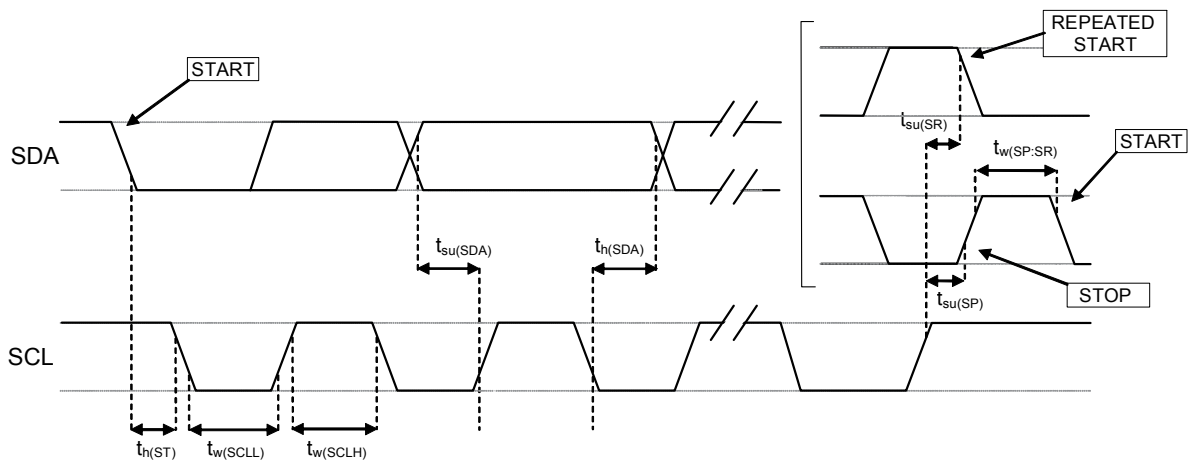 REPEATED
START
START
tsu(SR)
START
tw(SP:SR)
SDA
tsu(SDA)
th(SDA)
tsu(SP)
STOP
SCL
th(ST)
tw(SCLL)
tw(SCLH)